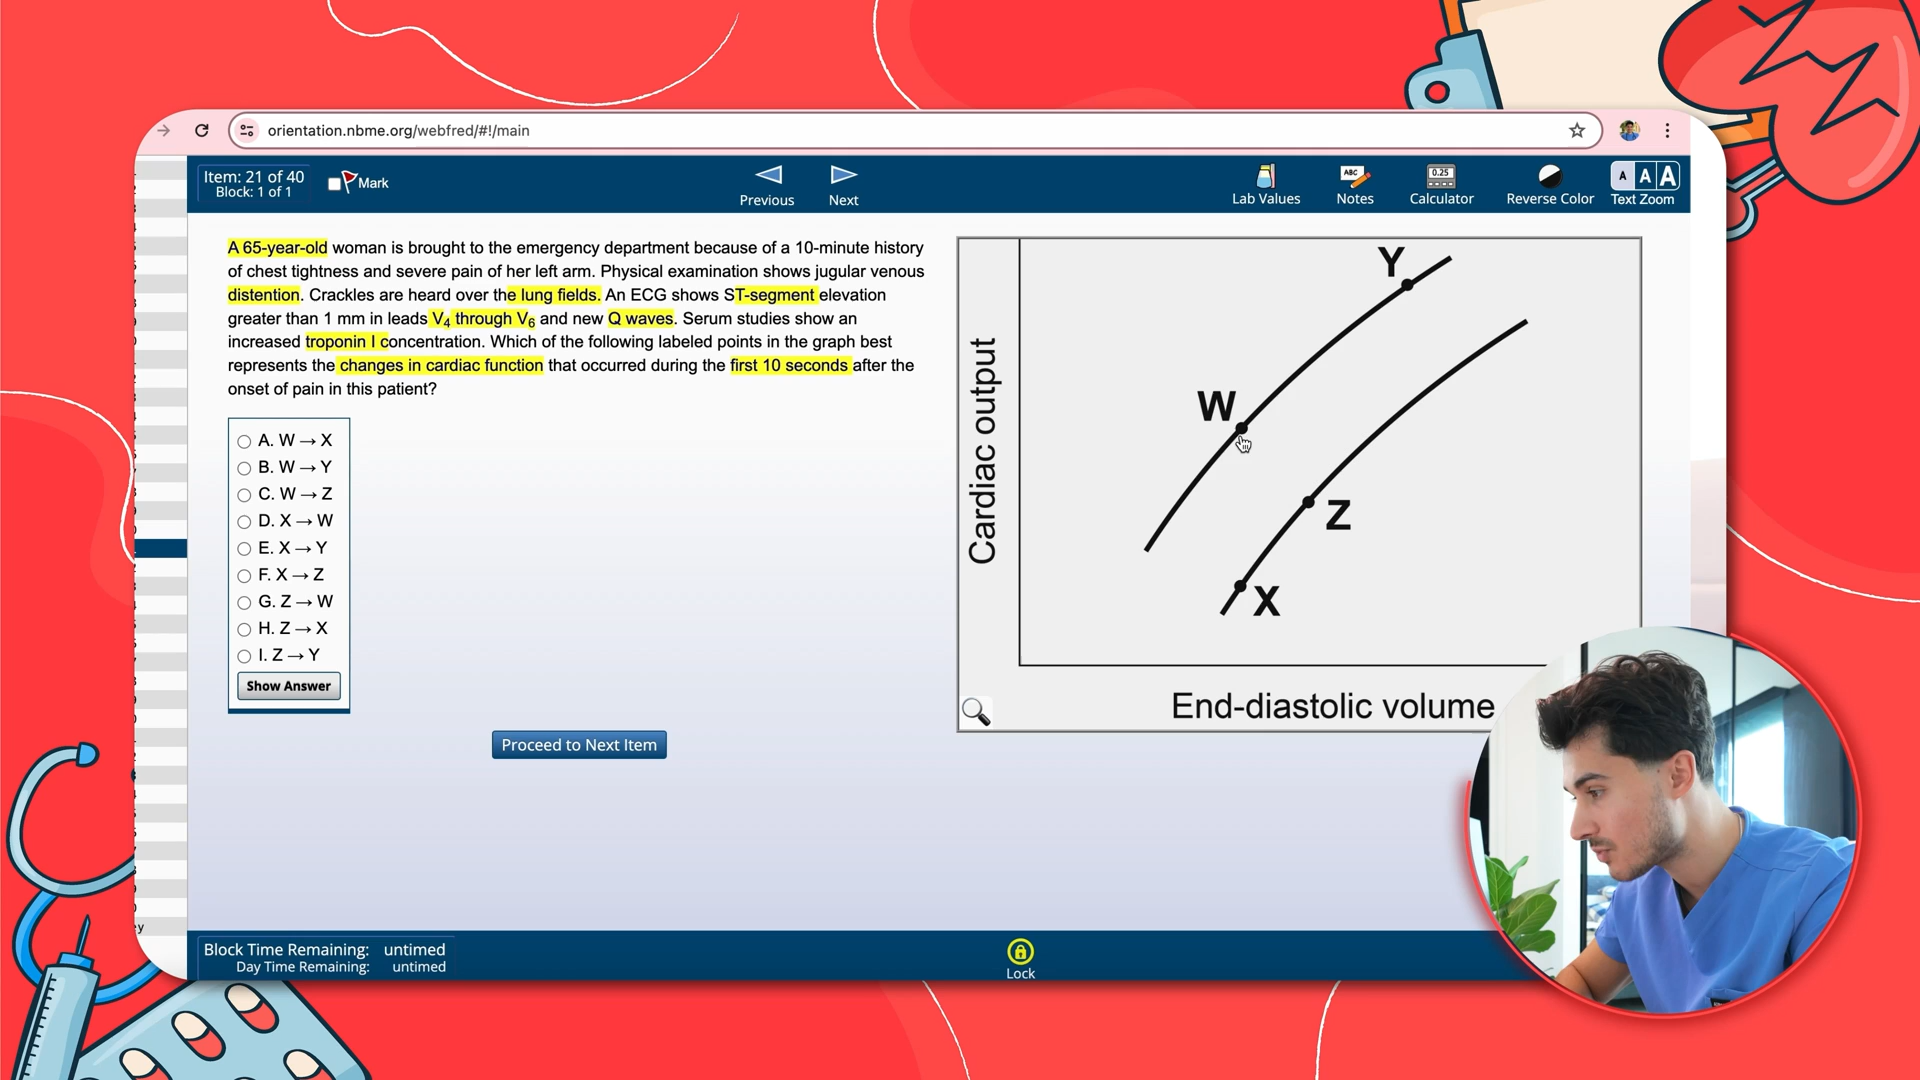 orientation.nbme.org/webfred/#!/main
Item: 21 of 40
Block: 1 of 1
Mark
Previous
Next
Lab Values
ABC
Notes
0.25
Calculator
Reverse Color
A A A
Text Zoom
A 65-year-old woman is brought to the emergency department because of a 10-minute history
of chest tightness and severe pain of her left arm. Physical examination shows jugular venous
distention. Crackles are heard over the lung fields. An ECG shows ST-segment elevation
greater than 1 mm in leads V4 through V6 and new Q waves. Serum studies show an
increased troponin I concentration. Which of the following labeled points in the graph best
represents the changes in cardiac function that occurred during the first 10 seconds after the
onset of pain in this patient?
A. W → X
B. W → Y
C. W → Z
D. X → W
E. X → Y
F. X → Z
G. Z → W
H. Z → X
I. Z → Y
Show Answer
Proceed to Next Item
Cardiac output
Y
W
Z
X
End-diastolic volume
y
Block Time Remaining: untimed
Day Time Remaining: untimed
Lock